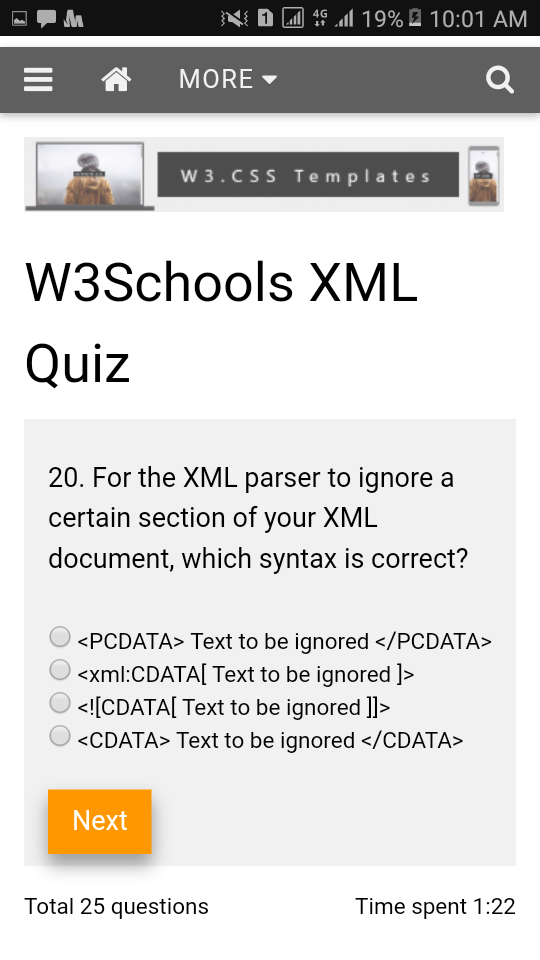 4G 19% 10:01 AM
MORE
W3.CSS Templates
W3Schools XML
Quiz
20. For the XML parser to ignore a
certain section of your XML
document, which syntax is correct?
<PCDATA> Text to be ignored </PCDATA>
<xml:CDATA[ Text to be ignored ]>
<![CDATA[ Text to be ignored ]]>
<CDATA> Text to be ignored </CDATA>
Next
Total 25 questions Time spent 1:22